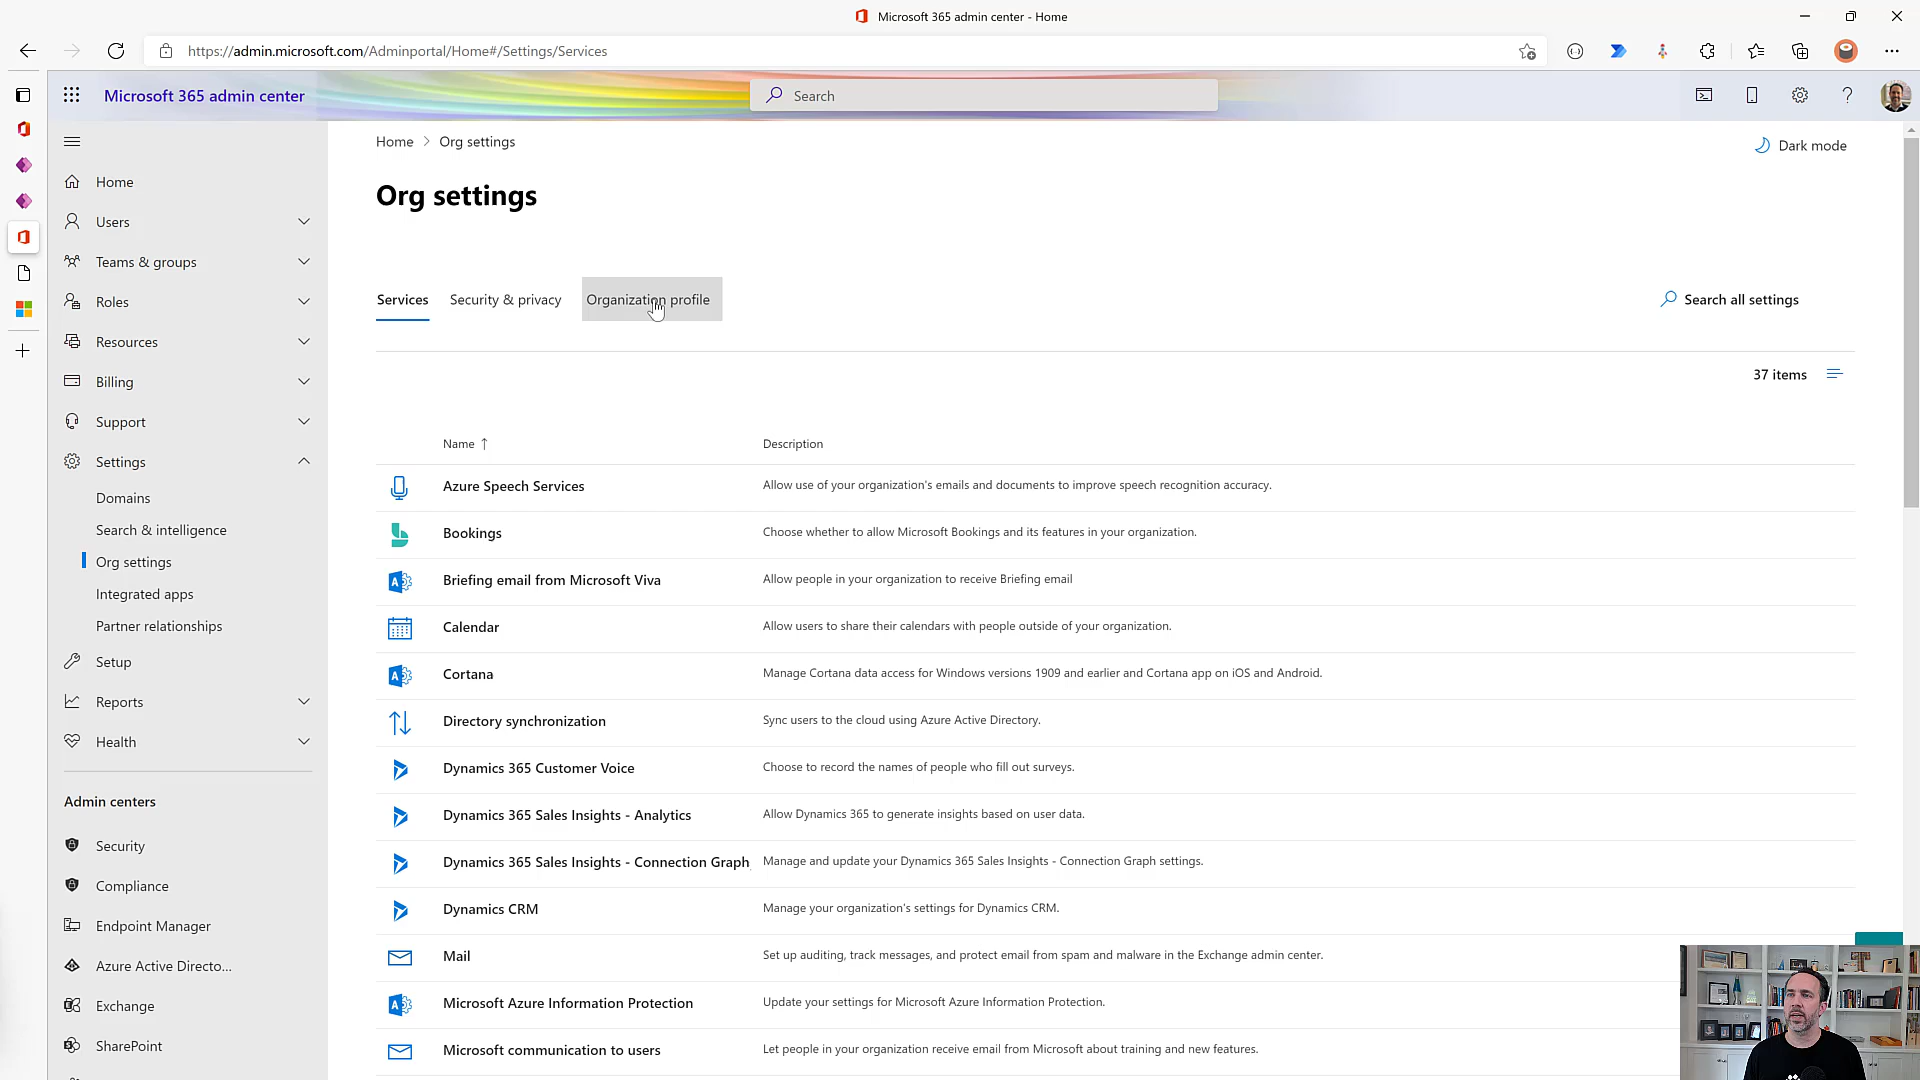 Microsoft 365 admin center - Home
https://admin.microsoft.com/Adminportal/Home#/Settings/Services
Microsoft 365 admin center
Search
Home > Org settings
Dark mode
Org settings
Services
Security & privacy
Organization profile
Search all settings
37 items
Home
Users
Teams & groups
Roles
Resources
Billing
Support
Settings
Domains
Search & intelligence
Org settings
Integrated apps
Partner relationships
Setup
Reports
Health
Admin centers
Security
Compliance
Endpoint Manager
Azure Active Directo...
Exchange
SharePoint
Name ↑ Description
Azure Speech Services Allow use of your organization's emails and documents to improve speech recognition accuracy.
Bookings Choose whether to allow Microsoft Bookings and its features in your organization.
Briefing email from Microsoft Viva Allow people in your organization to receive Briefing email
Calendar Allow users to share their calendars with people outside of your organization.
Cortana Manage Cortana data access for Windows versions 1909 and earlier and Cortana app on iOS and Android.
Directory synchronization Sync users to the cloud using Azure Active Directory.
Dynamics 365 Customer Voice Choose to record the names of people who fill out surveys.
Dynamics 365 Sales Insights - Analytics Allow Dynamics 365 to generate insights based on user data.
Dynamics 365 Sales Insights - Connection Graph Manage and update your Dynamics 365 Sales Insights - Connection Graph settings.
Dynamics CRM Manage your organization's settings for Dynamics CRM.
Mail Set up auditing, track messages, and protect email from spam and malware in the Exchange admin center.
Microsoft Azure Information Protection Update your settings for Microsoft Azure Information Protection.
Microsoft communication to users Let people in your organization receive email from Microsoft about training and new features.